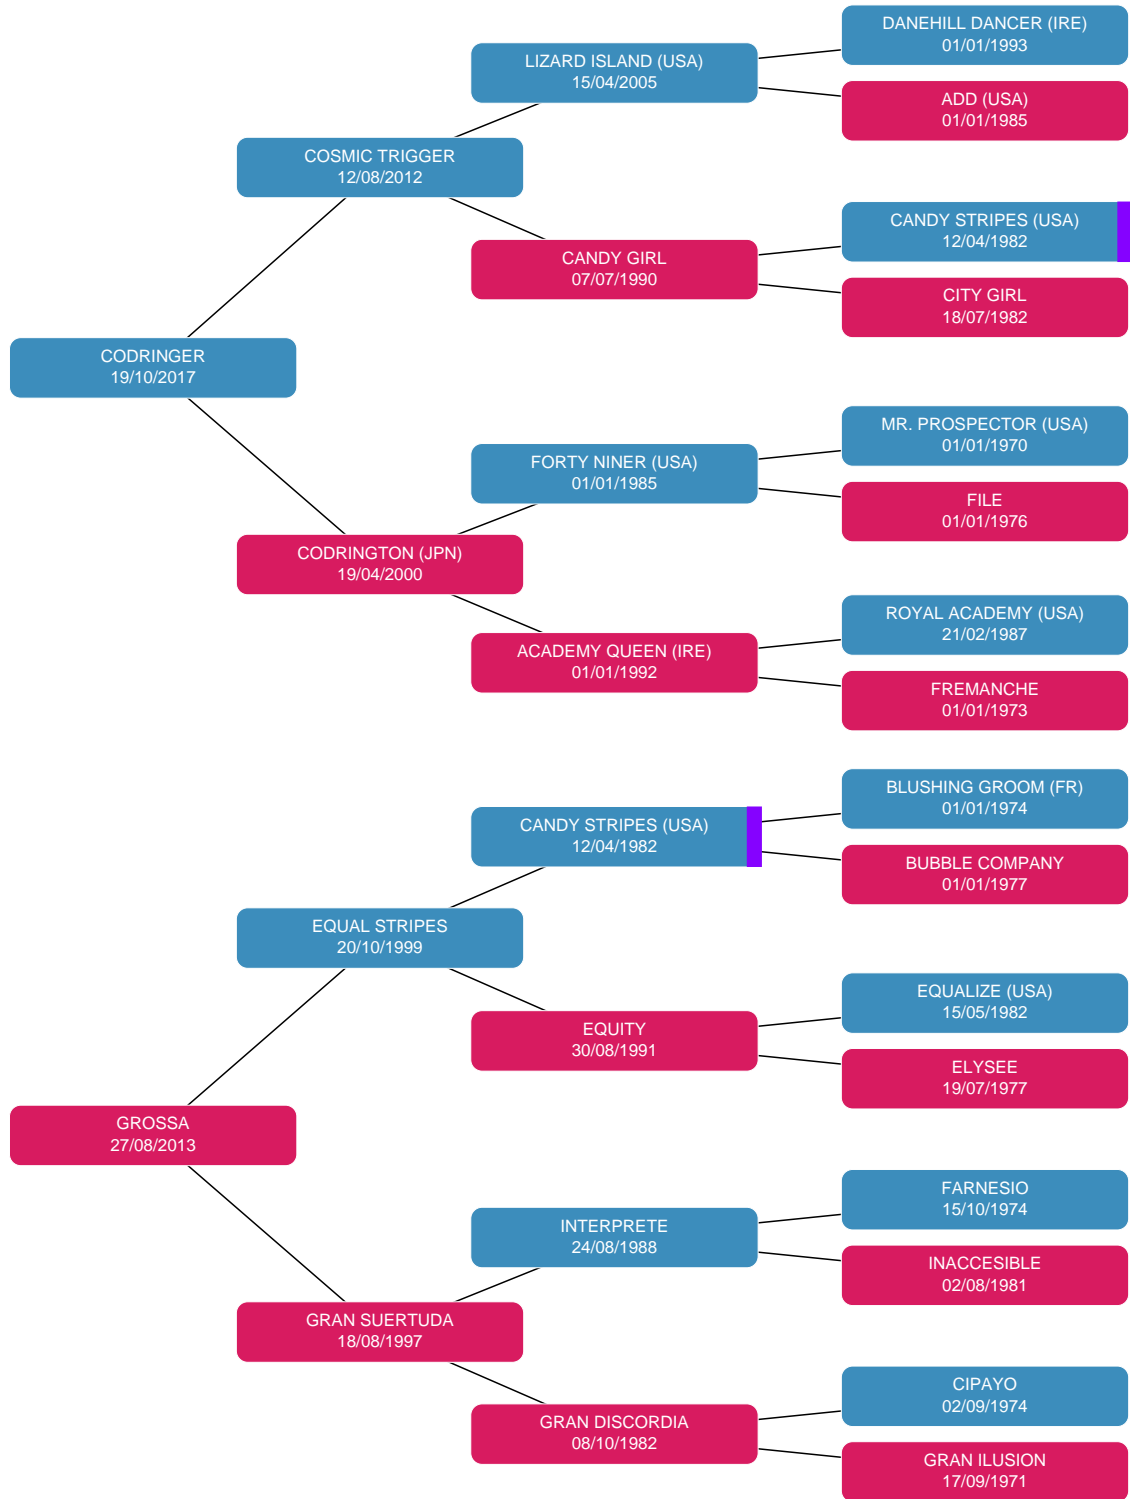 DANEHILL DANCER (IRE)
01/01/1993
LIZARD ISLAND (USA)
15/04/2005
ADD (USA)
01/01/1985
COSMIC TRIGGER
12/08/2012
CANDY STRIPES (USA)
12/04/1982
CANDY GIRL
07/07/1990
CITY GIRL
18/07/1982
CODRINGER
19/10/2017
MR. PROSPECTOR (USA)
01/01/1970
FORTY NINER (USA)
01/01/1985
FILE
01/01/1976
CODRINGTON (JPN)
19/04/2000
ROYAL ACADEMY (USA)
21/02/1987
ACADEMY QUEEN (IRE)
01/01/1992
FREMANCHE
01/01/1973
BLUSHING GROOM (FR)
01/01/1974
CANDY STRIPES (USA)
12/04/1982
BUBBLE COMPANY
01/01/1977
EQUAL STRIPES
20/10/1999
EQUALIZE (USA)
15/05/1982
EQUITY
30/08/1991
ELYSEE
19/07/1977
GROSSA
27/08/2013
FARNESIO
15/10/1974
INTERPRETE
24/08/1988
INACCESIBLE
02/08/1981
GRAN SUERTUDA
18/08/1997
CIPAYO
02/09/1974
GRAN DISCORDIA
08/10/1982
GRAN ILUSION
17/09/1971